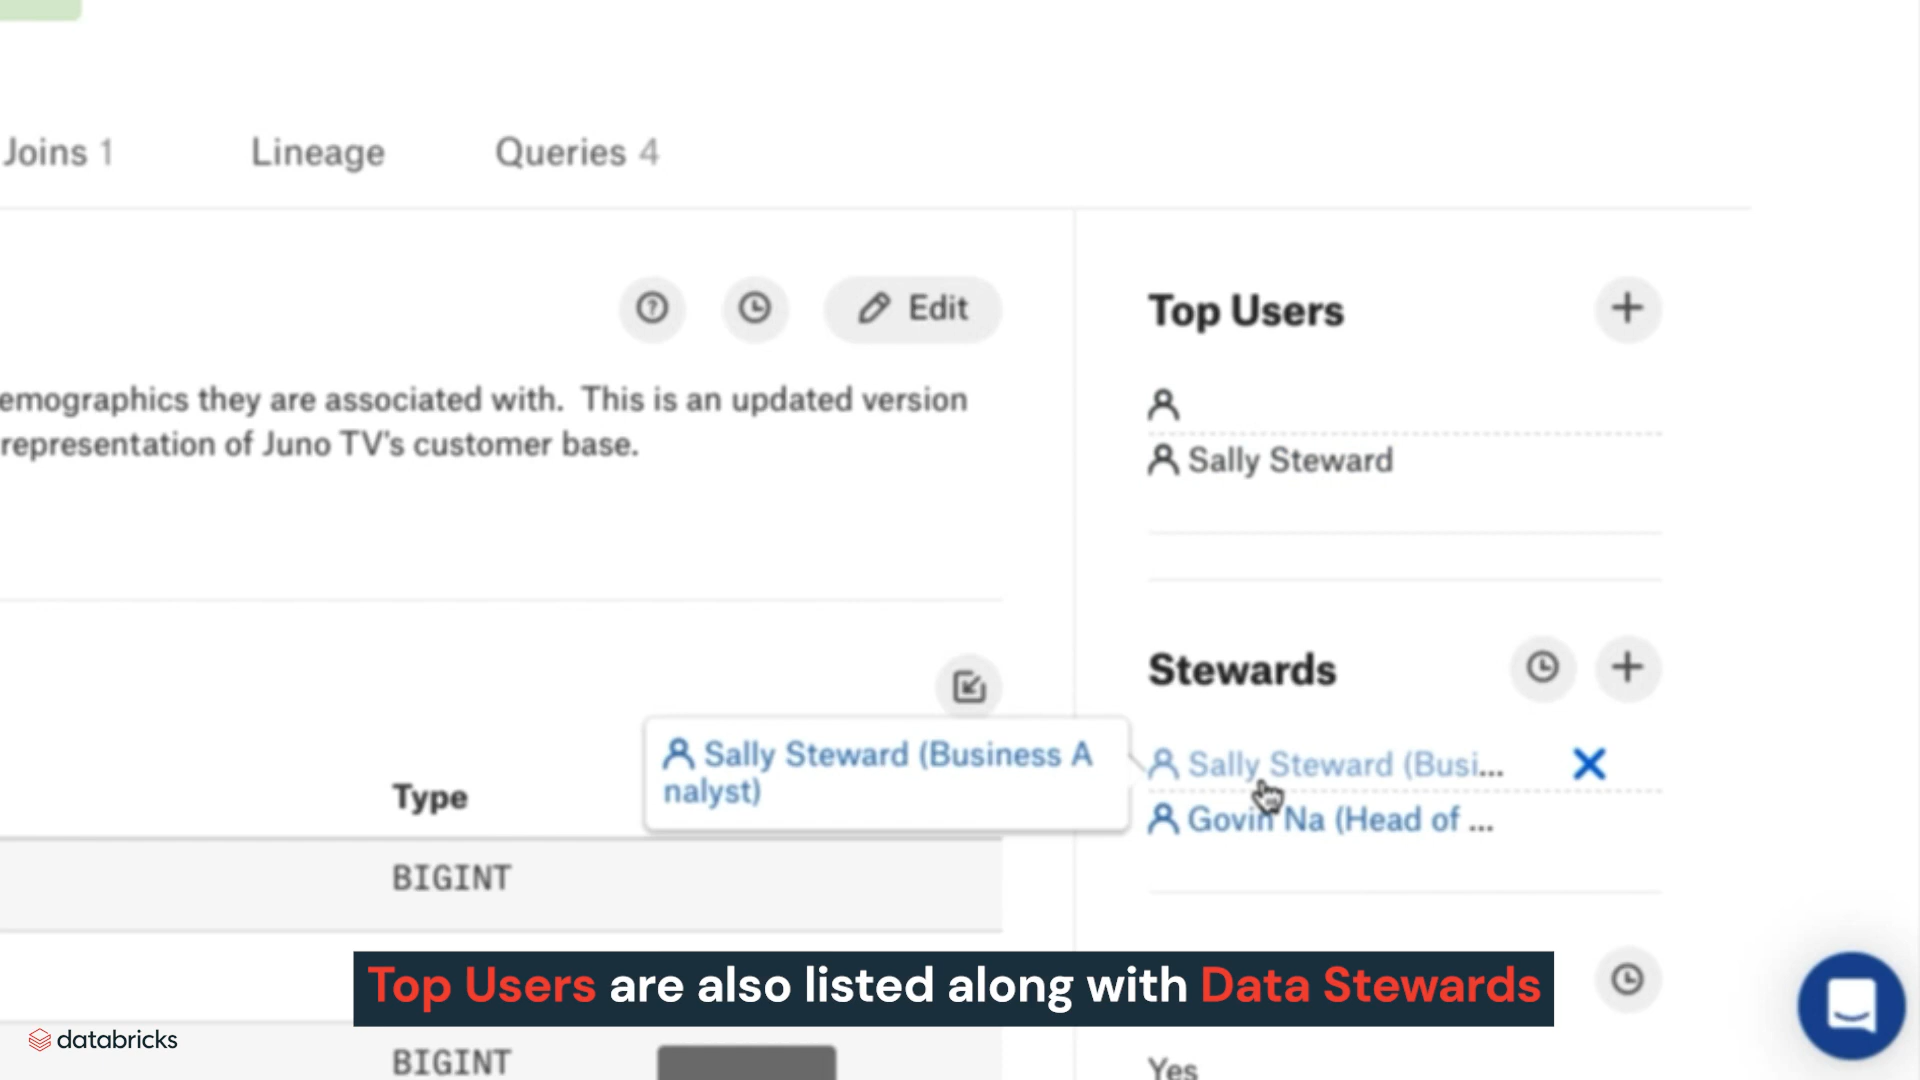 Joins 1
Lineage
Queries 4
Edit
Top Users
emographics they are associated with.  This is an updated version
representation of Juno TV's customer base.
Sally Steward
Stewards
Sally Steward (Business A
nalyst)
Sally Steward (Busi...
Govin Na (Head of ...
Type
BIGINT
Top Users are also listed along with Data Stewards
databricks
BIGINT
Yes